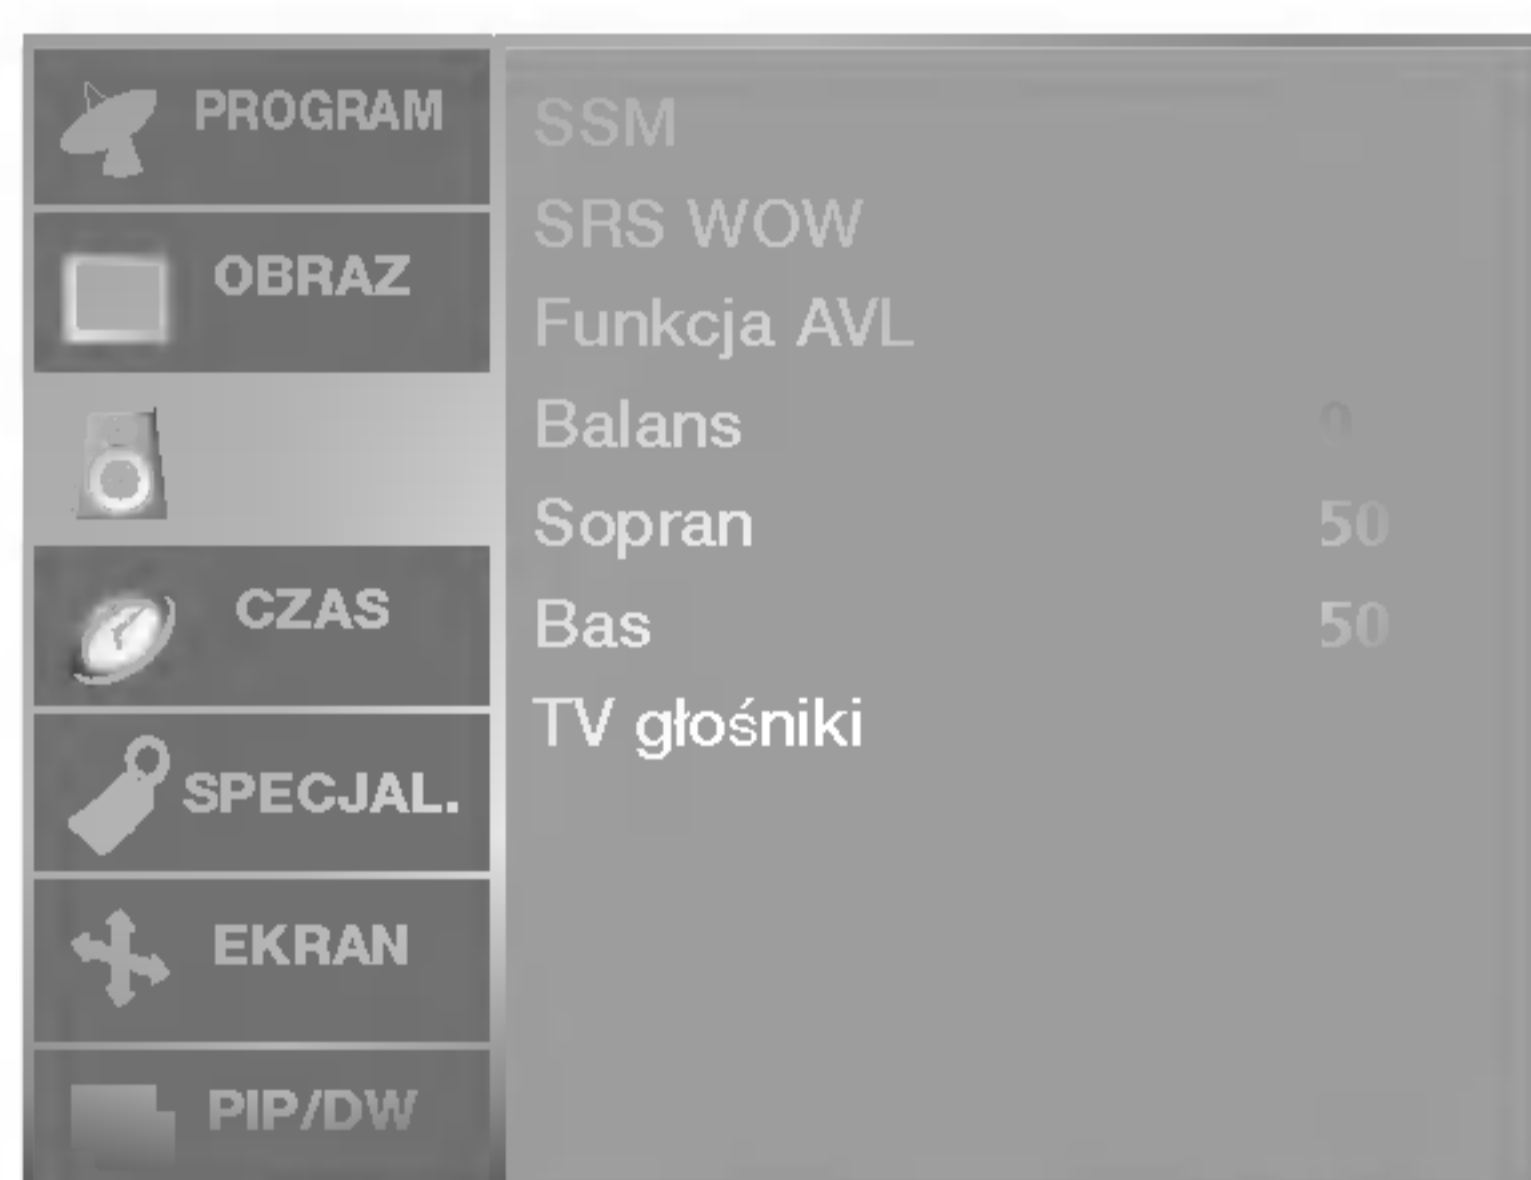 PROGRAM
OBRAZ
CZAS
SPECJAL.
EKRAN
PIP/DW
SSM
SRS WOW
Funkcja AVL
Balans 0
Sopran 50
Bas 50
TV głośniki